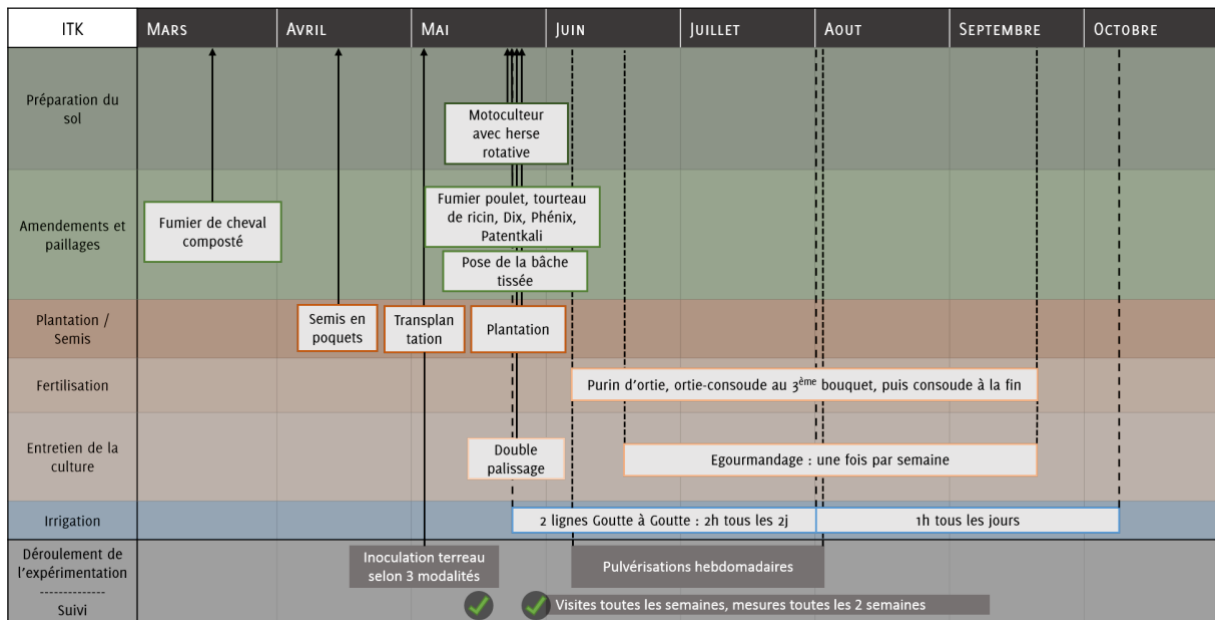 ITK
MARS
AVRIL
MAI
JUIN
JUILLET
AOUT
SEPTEMBRE
OCTOBRE
Préparation du
sol
Motoculteur
avec herse
rotative
Amendements et
paillages
Fumier de cheval
composté
Fumier poulet, tourteau
de ricin, Dix, Phénix,
Patentkali
Pose de la bâche
tissée
Plantation /
Semis
Semis en
poquets
Transplan
tation
Plantation
Fertilisation
Purin d'ortie, ortie-consoude au 3ème bouquet, puis consoude à la fin
Entretien de la
culture
Double
palissage
Egourmandage : une fois par semaine
Irrigation
2 lignes Goutte à Goutte : 2h tous les 2j
1h tous les jours
Déroulement de
l'expérimentation
--------------
Suivi
Inoculation terreau
selon 3 modalités
Pulvérisations hebdomadaires
Visites toutes les semaines, mesures toutes les 2 semaines